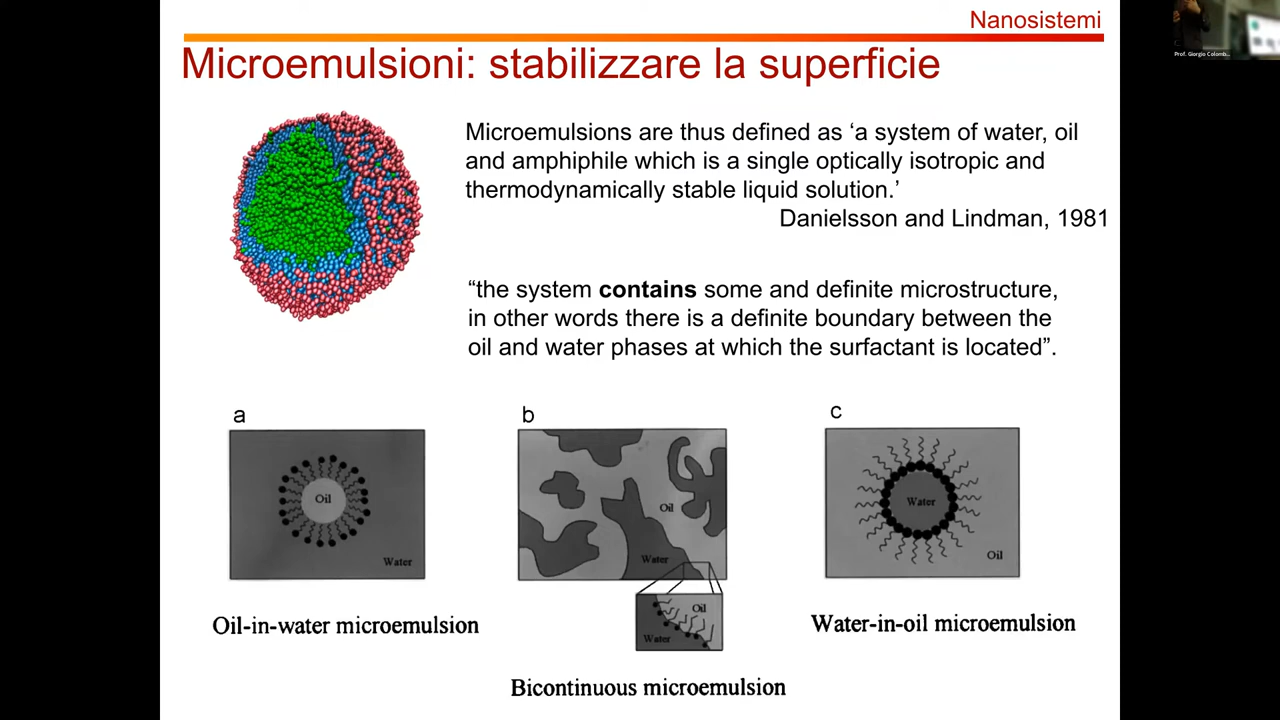 Nanosistemi
Prof. Giorgio Colomb...
Microemulsioni: stabilizzare la superficie
Microemulsions are thus defined as ‘a system of water, oil
and amphiphile which is a single optically isotropic and
thermodynamically stable liquid solution.’
Danielsson and Lindman, 1981
“the system contains some and definite microstructure,
in other words there is a definite boundary between the
oil and water phases at which the surfactant is located”.
a
Oil
Water
Oil-in-water microemulsion
b
Oil
Water
Oil
Water
Bicontinuous microemulsion
c
Water
Oil
Water-in-oil microemulsion